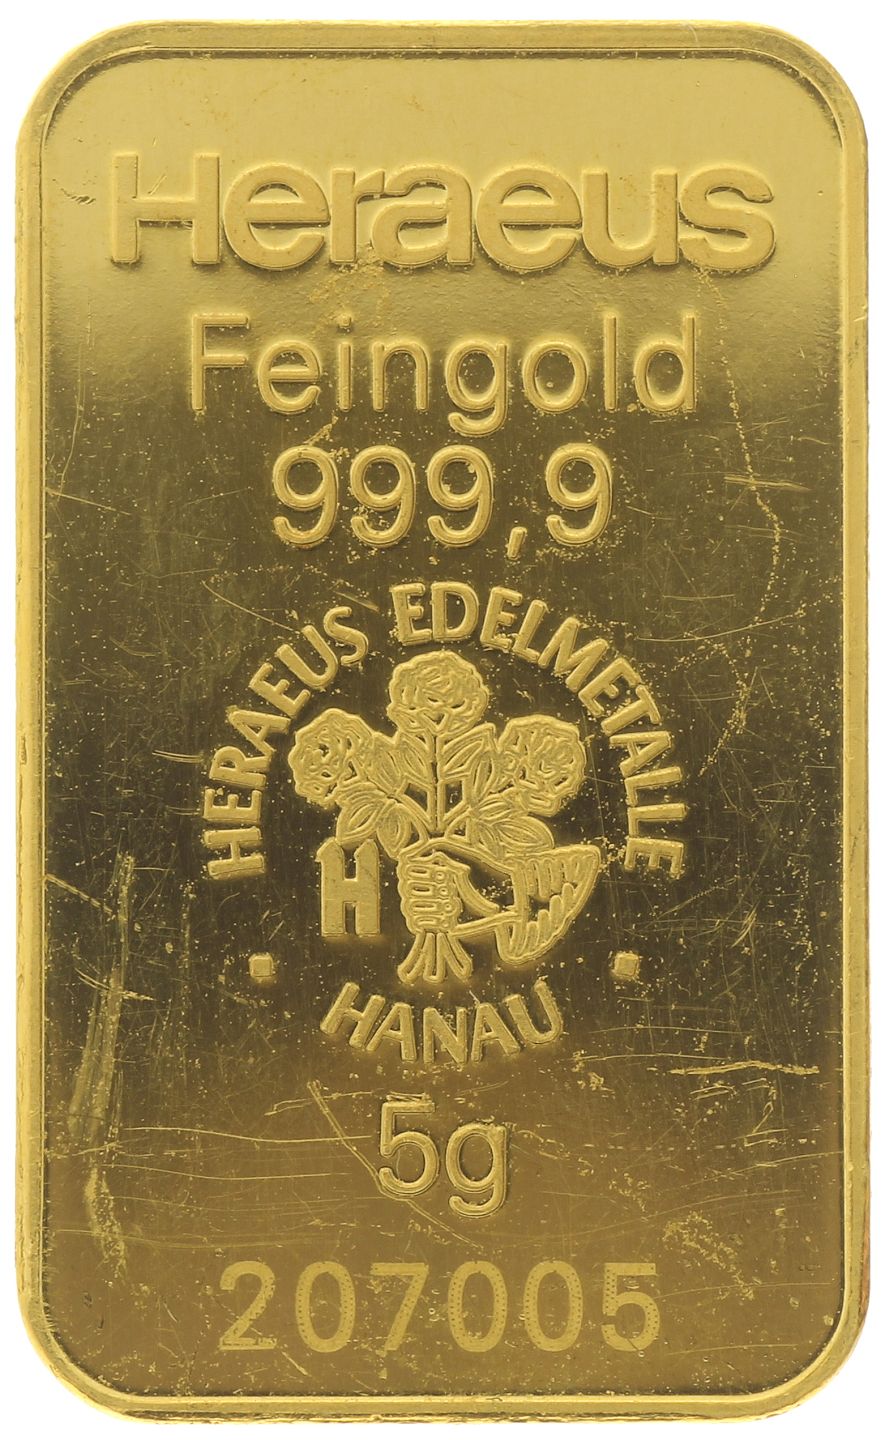 Heraeus
Feingold
999,9
HERAEUS EDELMETALLE
H
HANAU
5g
207005